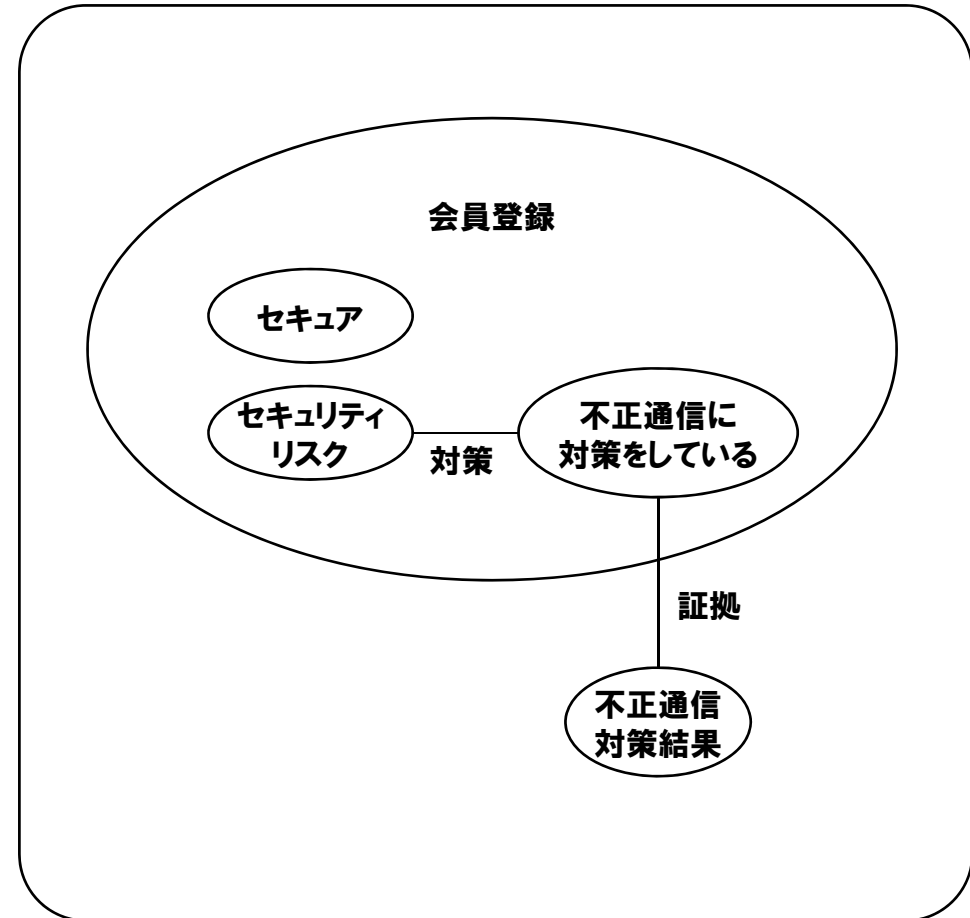 会員登録
セキュア
セキュリティ
リスク
対策
不正通信に
対策をしている
証拠
不正通信
対策結果